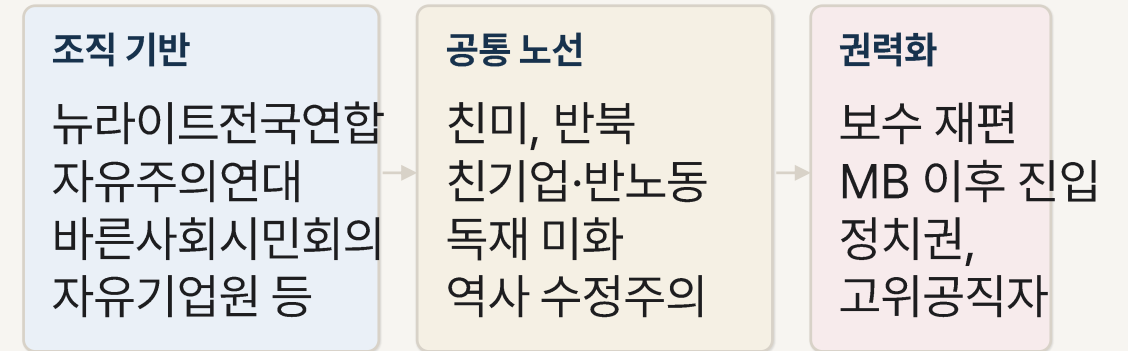 조직 기반
뉴라이트전국연합
자유주의연대
바른사회시민회의
자유기업원 등
공통 노선
친미, 반북
친기업·반노동
독재 미화
역사 수정주의
권력화
보수 재편
MB 이후 진입
정치권,
고위공직자